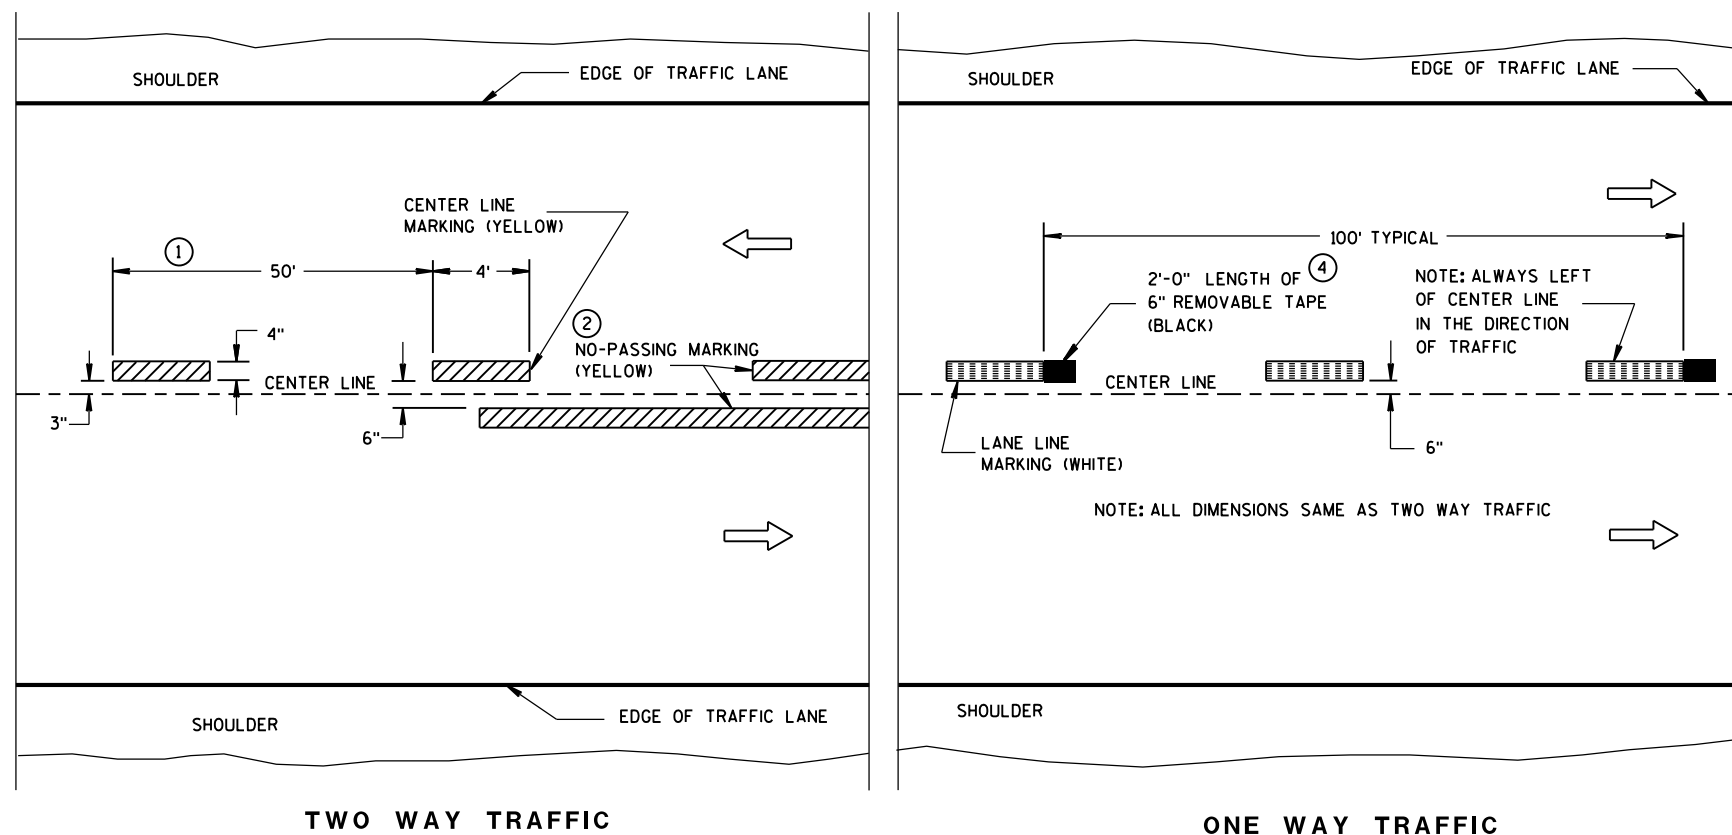 SHOULDER
EDGE OF TRAFFIC LANE
CENTER LINE
MARKING (YELLOW)
1
50'
4'
2
4"
NO-PASSING MARKING
(YELLOW)
CENTER LINE
3"
6"
SHOULDER
EDGE OF TRAFFIC LANE
TWO WAY TRAFFIC
SHOULDER
EDGE OF TRAFFIC LANE
100' TYPICAL
2'-0" LENGTH OF 4
6" REMOVABLE TAPE
(BLACK)
NOTE: ALWAYS LEFT
OF CENTER LINE
IN THE DIRECTION
OF TRAFFIC
CENTER LINE
LANE LINE
MARKING (WHITE)
6"
NOTE: ALL DIMENSIONS SAME AS TWO WAY TRAFFIC
SHOULDER
ONE WAY TRAFFIC